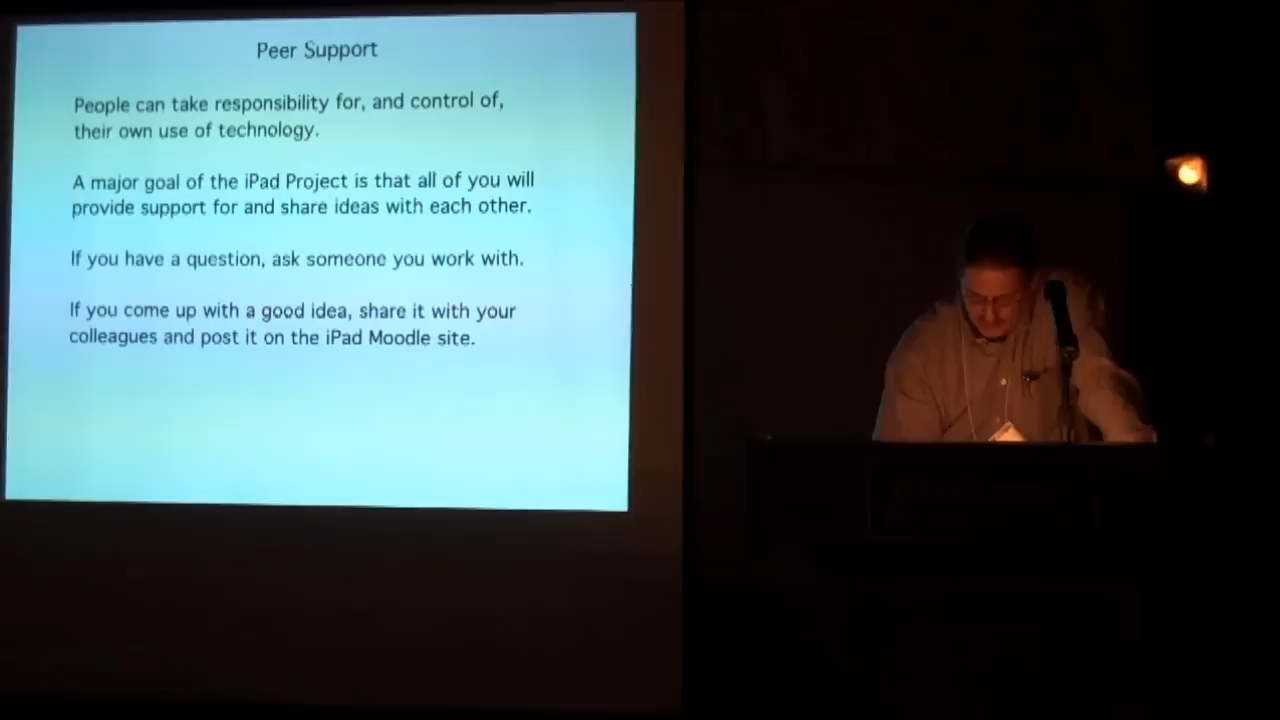 Peer Support
People can take responsibility for, and control of,
their own use of technology.
A major goal of the iPad Project is that all of you will
provide support for and share ideas with each other.
If you have a question, ask someone you work with.
If you come up with a good idea, share it with your
colleagues and post it on the iPad Moodle site.